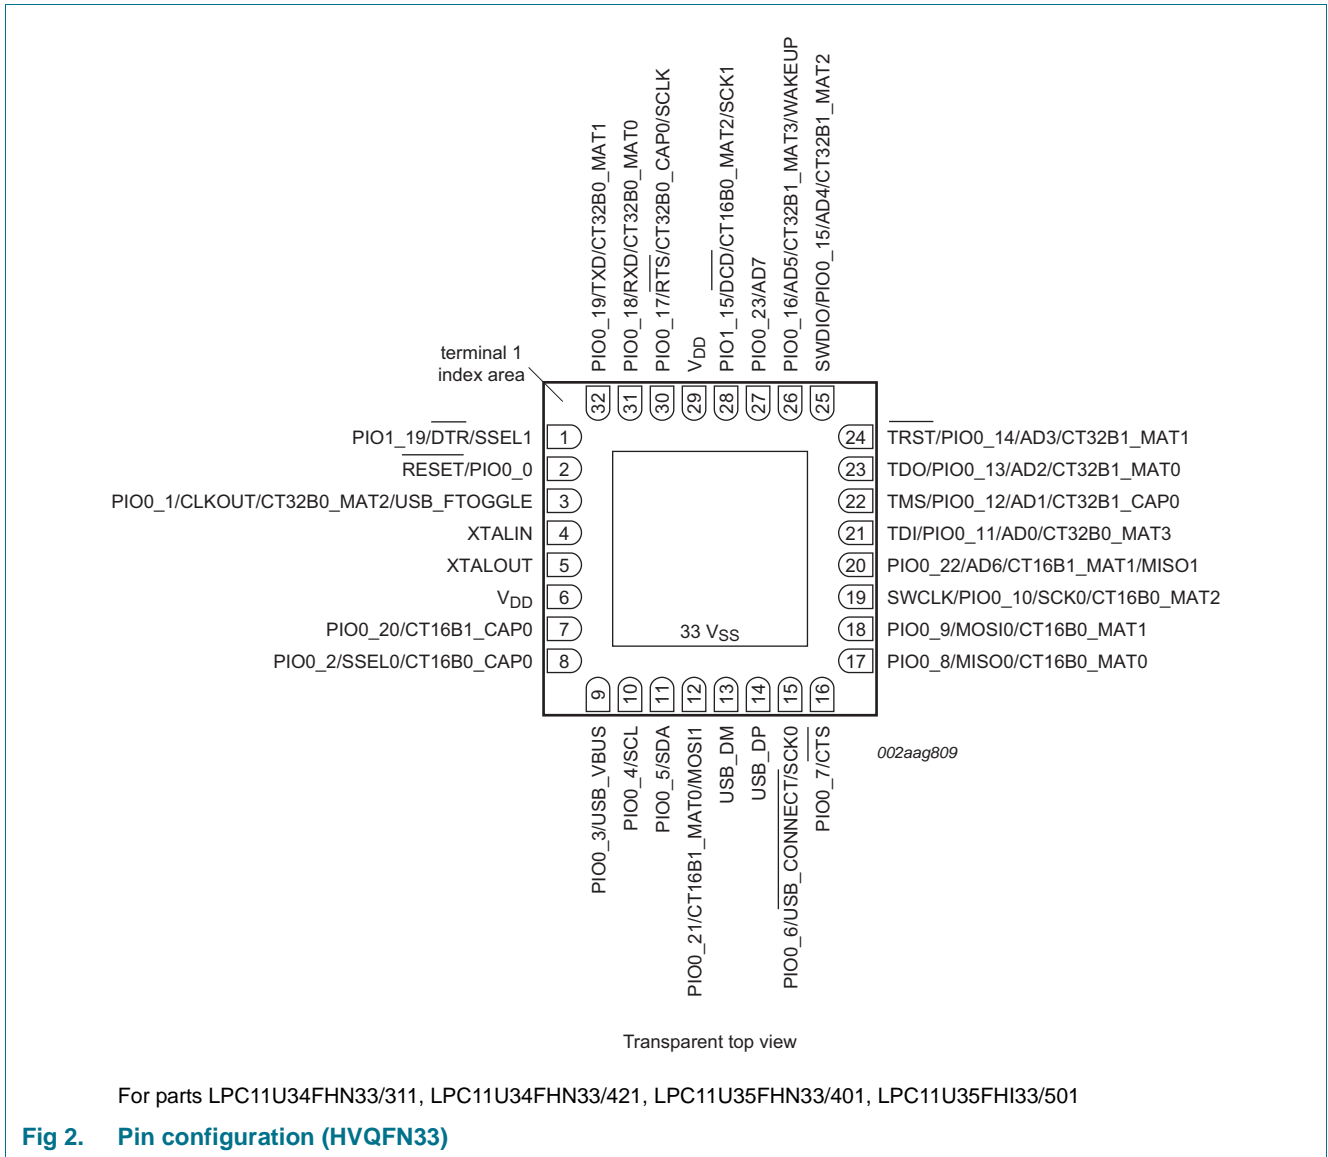 PIO0_19/TXD/CT32B0_MAT1
PIO0_18/RXD/CT32B0_MAT0
PIO0_17/RTS/CT32B0_CAP0/SCLK
VDD
PIO1_15/DCD/CT16B0_MAT2/SCK1
PIO0_23/AD7
PIO0_16/AD5/CT32B1_MAT3/WAKEUP
SWDIO/PIO0_15/AD4/CT32B1_MAT2
terminal 1
index area
32
31
30
29
28
27
26
25
PIO1_19/DTR/SSEL1
1
RESET/PIO0_0
2
PIO0_1/CLKOUT/CT32B0_MAT2/USB_FTOGGLE
3
XTALIN
4
XTALOUT
5
VDD
6
PIO0_20/CT16B1_CAP0
7
PIO0_2/SSEL0/CT16B0_CAP0
8
24
TRST/PIO0_14/AD3/CT32B1_MAT1
23
TDO/PIO0_13/AD2/CT32B1_MAT0
22
TMS/PIO0_12/AD1/CT32B1_CAP0
21
TDI/PIO0_11/AD0/CT32B0_MAT3
20
PIO0_22/AD6/CT16B1_MAT1/MISO1
19
SWCLK/PIO0_10/SCK0/CT16B0_MAT2
18
PIO0_9/MOSI0/CT16B0_MAT1
17
PIO0_8/MISO0/CT16B0_MAT0
33 VSS
9
10
11
12
13
14
15
16
PIO0_3/USB_VBUS
PIO0_4/SCL
PIO0_5/SDA
PIO0_21/CT16B1_MAT0/MOSI1
USB_DM
USB_DP
PIO0_6/USB_CONNECT/SCK0
PIO0_7/CTS
002aag809
Transparent top view
For parts LPC11U34FHN33/311, LPC11U34FHN33/421, LPC11U35FHN33/401, LPC11U35FHI33/501
Fig 2. Pin configuration (HVQFN33)